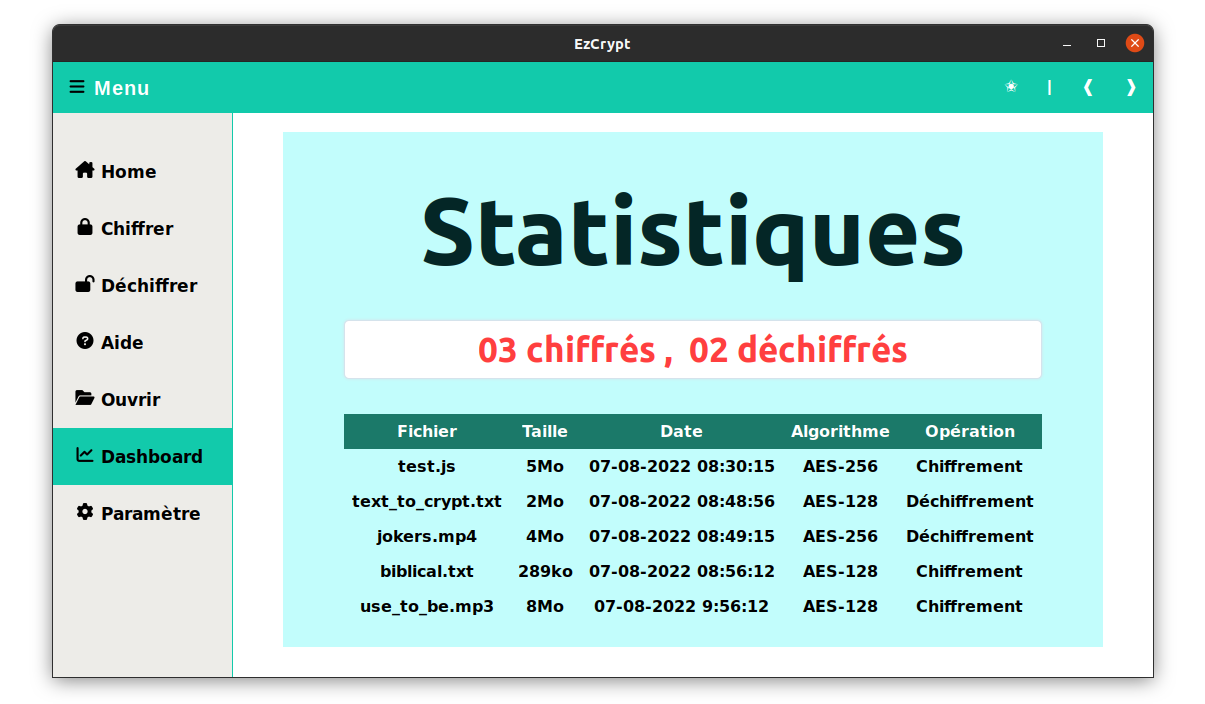 EzCrypt
Menu
Home
Chiffrer
Déchiffrer
Aide
Ouvrir
Dashboard
Paramètre
Statistiques
03 chiffrés , 02 déchiffrés
Fichier Taille Date Algorithme Opération
test.js 5Mo 07-08-2022 08:30:15 AES-256 Chiffrement
text_to_crypt.txt 2Mo 07-08-2022 08:48:56 AES-128 Déchiffrement
jokers.mp4 4Mo 07-08-2022 08:49:15 AES-256 Déchiffrement
biblical.txt 289ko 07-08-2022 08:56:12 AES-128 Chiffrement
use_to_be.mp3 8Mo 07-08-2022 9:56:12 AES-128 Chiffrement